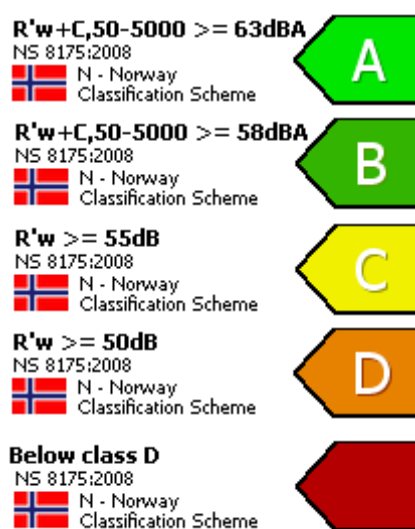 R'w+C,50-5000 >= 63dBA
NS 8175:2008
N - Norway
Classification Scheme
A
R'w+C,50-5000 >= 58dBA
NS 8175:2008
N - Norway
Classification Scheme
B
R'w >= 55dB
NS 8175:2008
N - Norway
Classification Scheme
C
R'w >= 50dB
NS 8175:2008
N - Norway
Classification Scheme
D
Below class D
NS 8175:2008
N - Norway
Classification Scheme